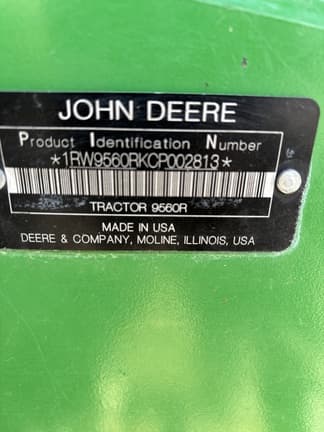 JOHN DEERE
Product Identification Number
*1RW9560RKCP002813*
TRACTOR 9560R
MADE IN USA
DEERE & COMPANY, MOLINE, ILLINOIS, USA